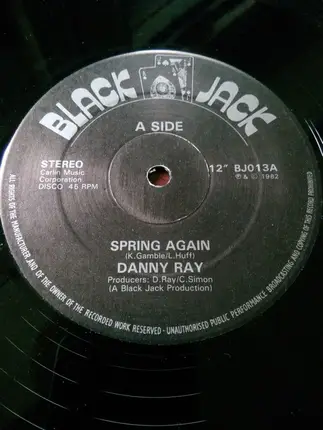 BLACK JACK
A SIDE
STEREO
Carlin Music
Corporation
DISCO 45 RPM
12" BJ013A
℗ & © 1982
SPRING AGAIN
(K.Gamble/L.Huff)
DANNY RAY
Producers: D.Ray/C.Simon
(A Black Jack Production)
ALL RIGHTS OF THE MANUFACTURER AND OF THE OWNER OF THE RECORDED WORK RESERVED - UNAUTHORISED PUBLIC PERFORMANCE BROADCASTING AND COPYING OF THIS RECORD PROHIBITED